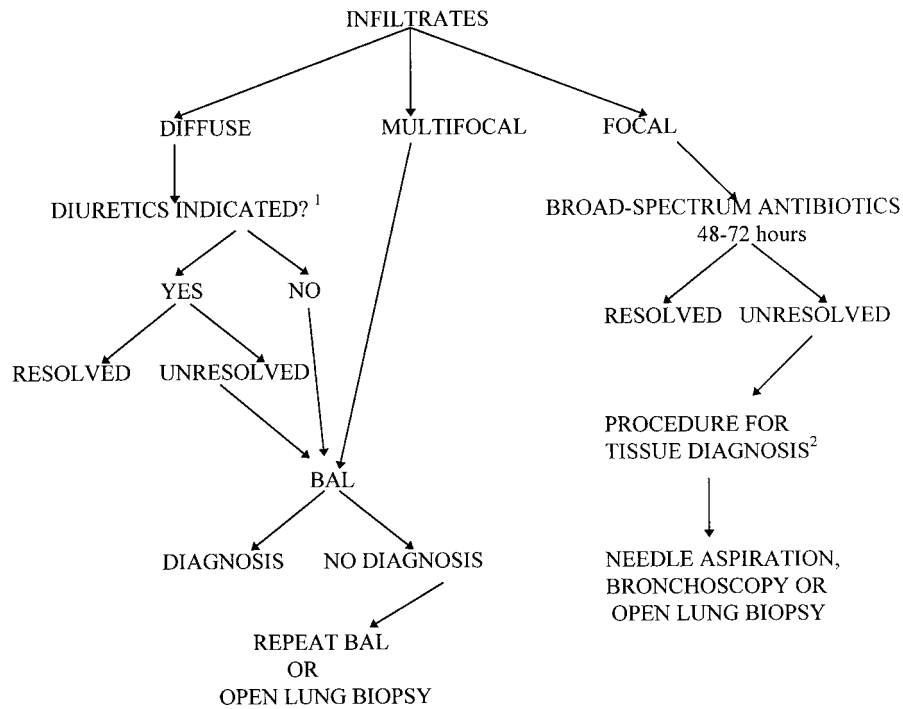 INFILTRATES
DIFFUSE
MULTIFOCAL
FOCAL
DIURETICS INDICATED? 1
BROAD-SPECTRUM ANTIBIOTICS
48-72 hours
YES
NO
RESOLVED
UNRESOLVED
RESOLVED
UNRESOLVED
PROCEDURE FOR
TISSUE DIAGNOSIS2
BAL
DIAGNOSIS
NO DIAGNOSIS
NEEDLE ASPIRATION,
BRONCHOSCOPY OR
OPEN LUNG BIOPSY
REPEAT BAL
OR
OPEN LUNG BIOPSY